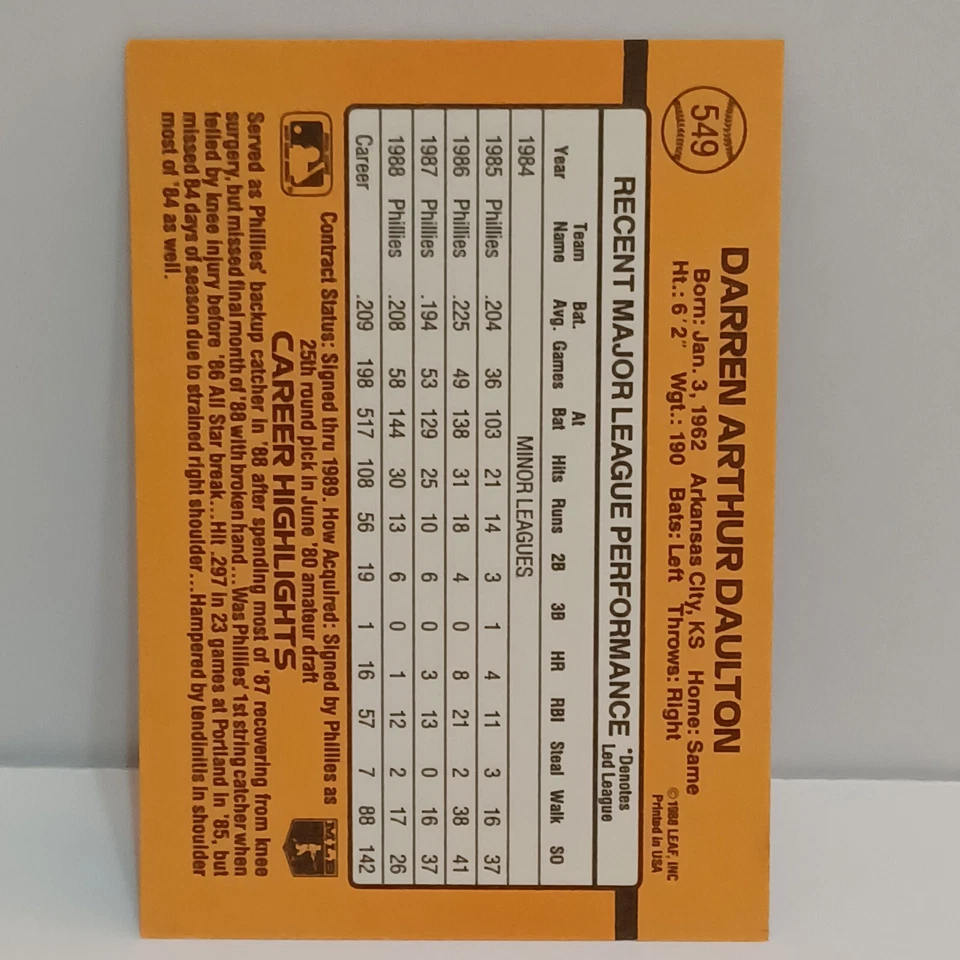 549
DARREN ARTHUR DAULTON
Born: Jan. 3, 1962 Arkansas City, KS Home: Same
Ht.: 6' 2" Wgt.: 190 Bats: Left Throws: Right
©1988 LEAF, INC
Printed in USA
RECENT MAJOR LEAGUE PERFORMANCE *Denotes Led League
Year Team Name Bat. Avg. Games At Bat Hits Runs 2B 3B HR RBI Steal Walk SO
1984 MINOR LEAGUES
1985 Phillies .204 36 103 21 14 3 1 4 11 3 16 37
1986 Phillies .225 49 138 31 18 4 0 8 21 2 38 41
1987 Phillies .194 53 129 25 10 6 0 3 13 0 16 37
1988 Phillies .208 58 144 30 13 6 0 1 12 2 17 26
Career .209 198 517 108 56 19 1 16 57 7 88 142
Contract Status: Signed thru 1989. How Acquired: Signed by Phillies as
25th round pick in June '80 amateur draft
MLB
CAREER HIGHLIGHTS
Served as Phillies' backup catcher in '88 after spending most of '87 recovering from knee
surgery, but missed final month of '88 with broken hand...Was Phillies' 1st string catcher when
felled by knee injury before '86 All Star break...Hit .297 in 23 games at Portland in '85, but
missed 84 days of season due to strained right shoulder...Hampered by tendinitis in shoulder
most of '84 as well.